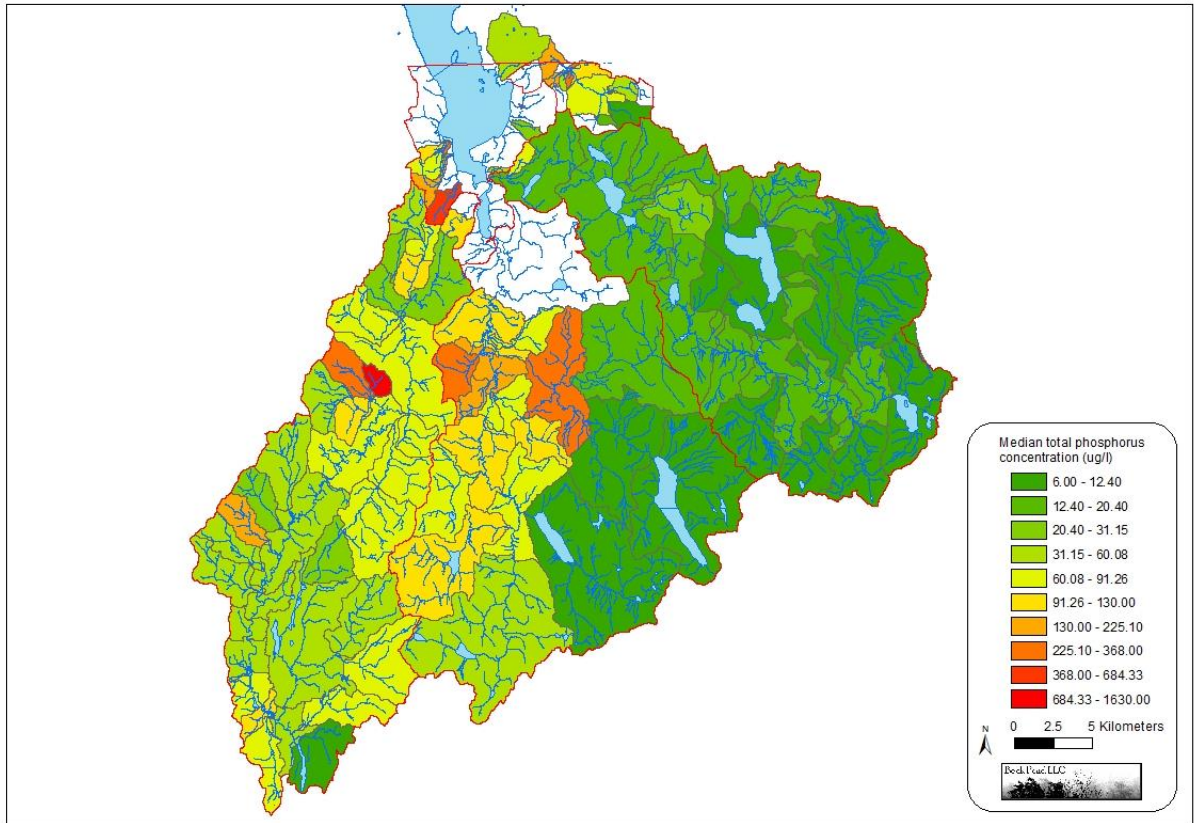 Median total phosphorus
concentration (ug/l)
6.00 - 12.40
12.40 - 20.40
20.40 - 31.15
31.15 - 60.08
60.08 - 91.26
91.26 - 130.00
130.00 - 225.10
225.10 - 368.00
368.00 - 684.33
684.33 - 1630.00
N
0 2.5 5 Kilometers
LLC